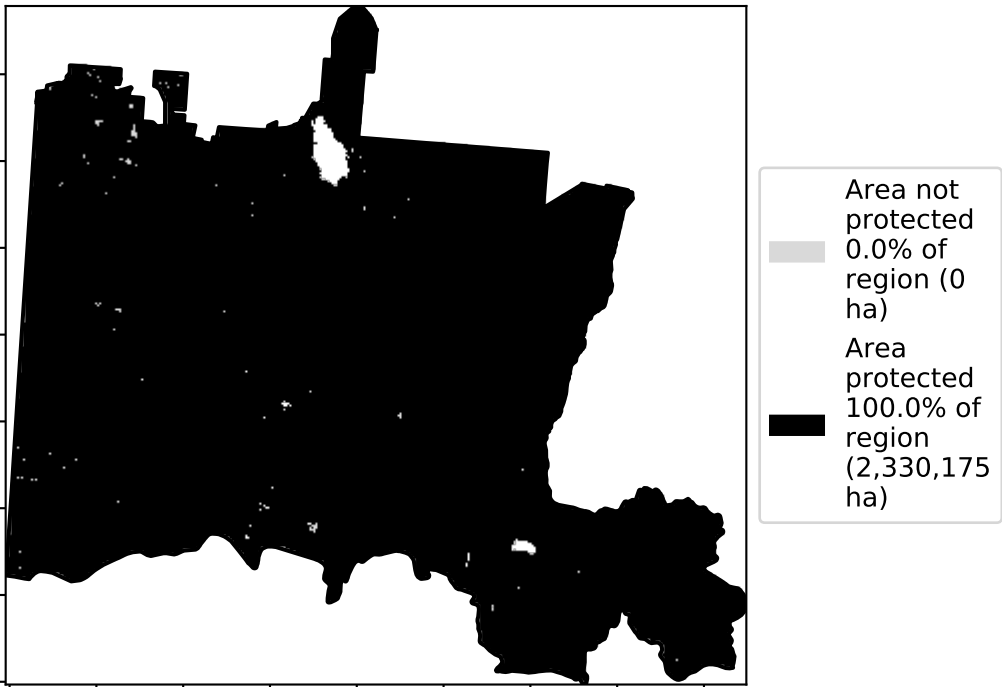 Area not
protected
0.0% of
region (0
ha)
Area
protected
100.0% of
region
(2,330,175
ha)